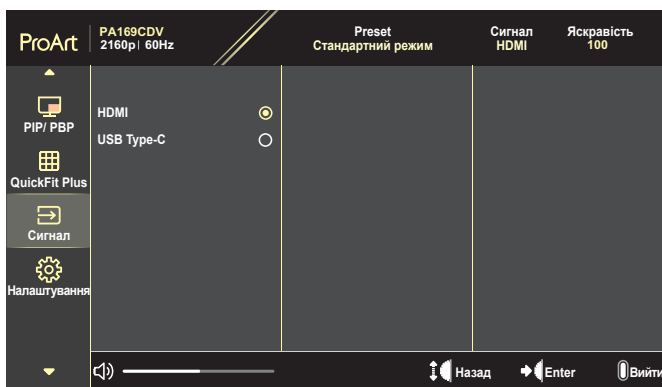 ProArt
PA169CDV
2160p| 60Hz
Preset
Стандартний режим
Сигнал
HDMI
Яскравість
100
PIP/ PBP
QuickFit Plus
Сигнал
Налаштування
HDMI
USB Type-C
Назад
Enter
Вийти